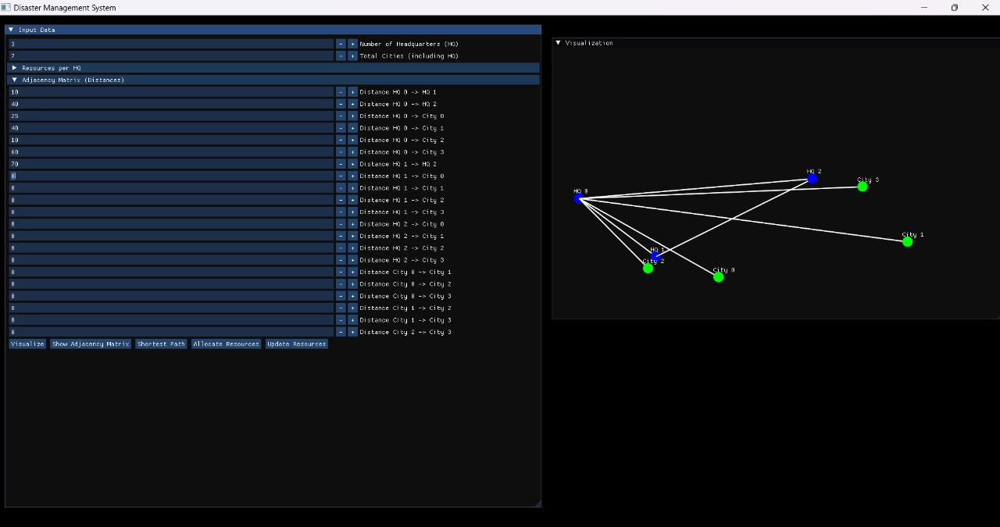 Disaster Management System
Input Data
3 - + Number of Headquarters (HQ)
7 - + Total Cities (including HQ)
Resources per HQ
Adjacency Matrix (Distances)
10 - + Distance HQ 0 -> HQ 1
40 - + Distance HQ 0 -> HQ 2
25 - + Distance HQ 0 -> City 0
40 - + Distance HQ 0 -> City 1
10 - + Distance HQ 0 -> City 2
60 - + Distance HQ 0 -> City 3
70 - + Distance HQ 1 -> HQ 2
0 - + Distance HQ 1 -> City 0
0 - + Distance HQ 1 -> City 1
0 - + Distance HQ 1 -> City 2
0 - + Distance HQ 1 -> City 3
0 - + Distance HQ 2 -> City 0
0 - + Distance HQ 2 -> City 1
0 - + Distance HQ 2 -> City 2
0 - + Distance HQ 2 -> City 3
0 - + Distance City 0 -> City 1
0 - + Distance City 0 -> City 2
0 - + Distance City 0 -> City 3
0 - + Distance City 1 -> City 2
0 - + Distance City 1 -> City 3
0 - + Distance City 2 -> City 3
Visualize Show Adjacency Matrix Shortest Path Allocate Resources Update Resources
Visualization
HQ 2
City 3
HQ 0
City 1
HQ 1
City 2
City 0